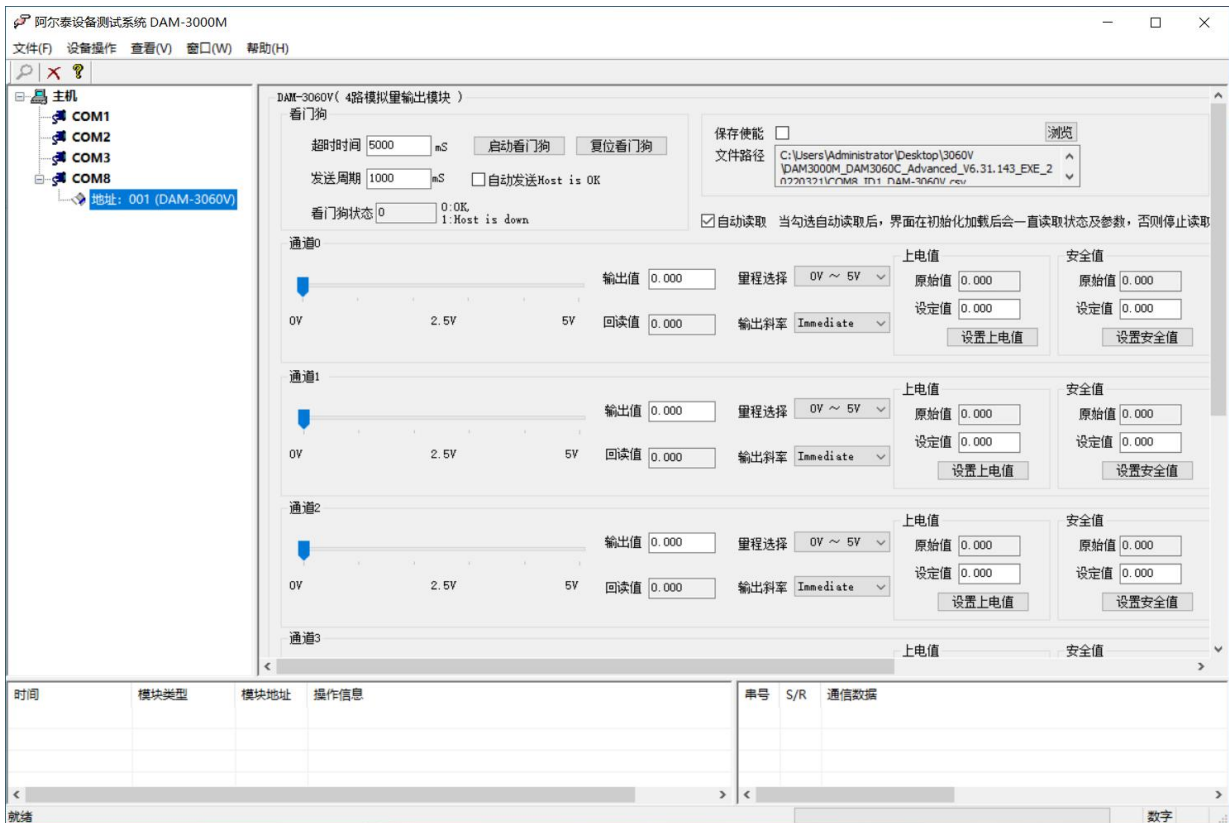 阿尔泰设备测试系统 DAM-3000M
文件(F) 设备操作 查看(V) 窗口(W) 帮助(H)
主机
COM1
COM2
COM3
COM8
地址：001 (DAM-3060V)
DAM-3060V( 4路模拟量输出模块 )
看门狗
超时时间 5000 mS 启动看门狗 复位看门狗
发送周期 1000 mS 自动发送Host is OK
看门狗状态 0 0:OK,
1:Host is down
保存使能 浏览
文件路径 C:\Users\Administrator\Desktop\3060V
\DAM3000M_DAM3060C_Advanced_V6.31.143_EXE_2
0220321\COM8_ID1_DAM-3060V.csv
自动读取 当勾选自动读取后，界面在初始化加载后会一直读取状态及参数，否则停止读取
通道0
0V 2.5V 5V
输出值 0.000 量程选择 0V ~ 5V
回读值 0.000 输出斜率 Immediate
上电值
原始值 0.000
设定值 0.000
设置上电值
安全值
原始值 0.000
设定值 0.000
设置安全值
通道1
0V 2.5V 5V
输出值 0.000 量程选择 0V ~ 5V
回读值 0.000 输出斜率 Immediate
上电值
原始值 0.000
设定值 0.000
设置上电值
安全值
原始值 0.000
设定值 0.000
设置安全值
通道2
0V 2.5V 5V
输出值 0.000 量程选择 0V ~ 5V
回读值 0.000 输出斜率 Immediate
上电值
原始值 0.000
设定值 0.000
设置上电值
安全值
原始值 0.000
设定值 0.000
设置安全值
通道3
上电值 安全值
时间 模块类型 模块地址 操作信息
串号 S/R 通信数据
就绪 数字